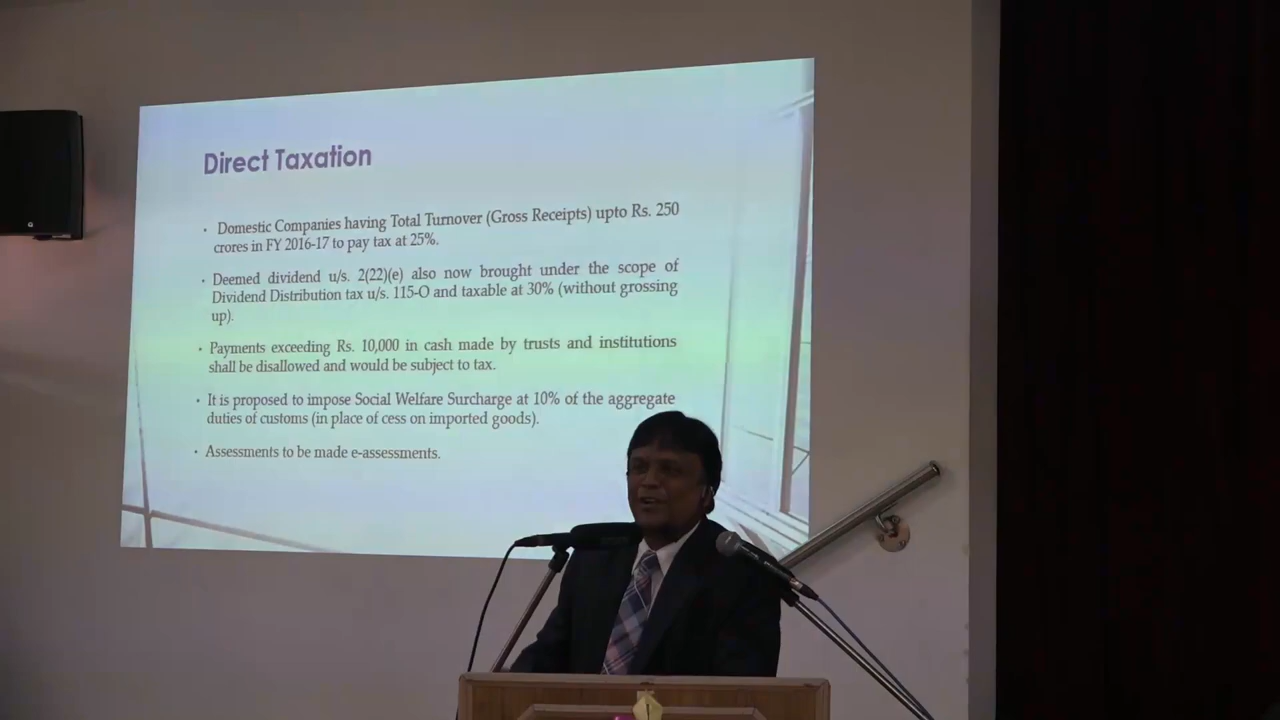 Direct Taxation
• Domestic Companies having Total Turnover (Gross Receipts) upto Rs. 250
crores in FY 2016-17 to pay tax at 25%.
• Deemed dividend u/s. 2(22)(e) also now brought under the scope of
Dividend Distribution tax u/s. 115-O and taxable at 30% (without grossing
up).
• Payments exceeding Rs. 10,000 in cash made by trusts and institutions
shall be disallowed and would be subject to tax.
• It is proposed to impose Social Welfare Surcharge at 10% of the aggregate
duties of customs (in place of cess on imported goods).
• Assessments to be made e-assessments.